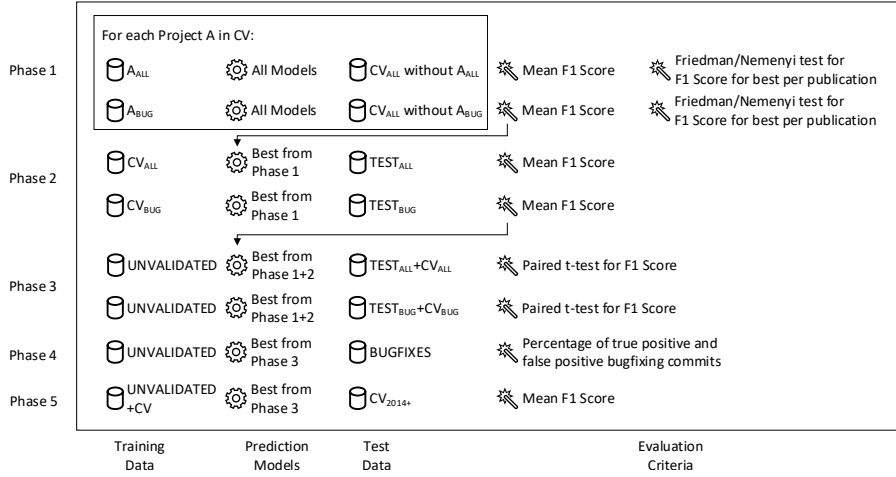 For each Project A in CV:
Phase 1
A_ALL
All Models
CV_ALL without A_ALL
Mean F1 Score
Friedman/Nemenyi test for
F1 Score for best per publication
A_BUG
All Models
CV_ALL without A_BUG
Mean F1 Score
Friedman/Nemenyi test for
F1 Score for best per publication
Phase 2
CV_ALL
Best from
Phase 1
TEST_ALL
Mean F1 Score
CV_BUG
Best from
Phase 1
TEST_BUG
Mean F1 Score
Phase 3
UNVALIDATED
Best from
Phase 1+2
TEST_ALL+CV_ALL
Paired t-test for F1 Score
UNVALIDATED
Best from
Phase 1+2
TEST_BUG+CV_BUG
Paired t-test for F1 Score
Phase 4
UNVALIDATED
Best from
Phase 3
BUGFIXES
Percentage of true positive and
false positive bugfixing commits
Phase 5
UNVALIDATED
+CV
Best from
Phase 3
CV_2014+
Mean F1 Score
Training
Data
Prediction
Models
Test
Data
Evaluation
Criteria